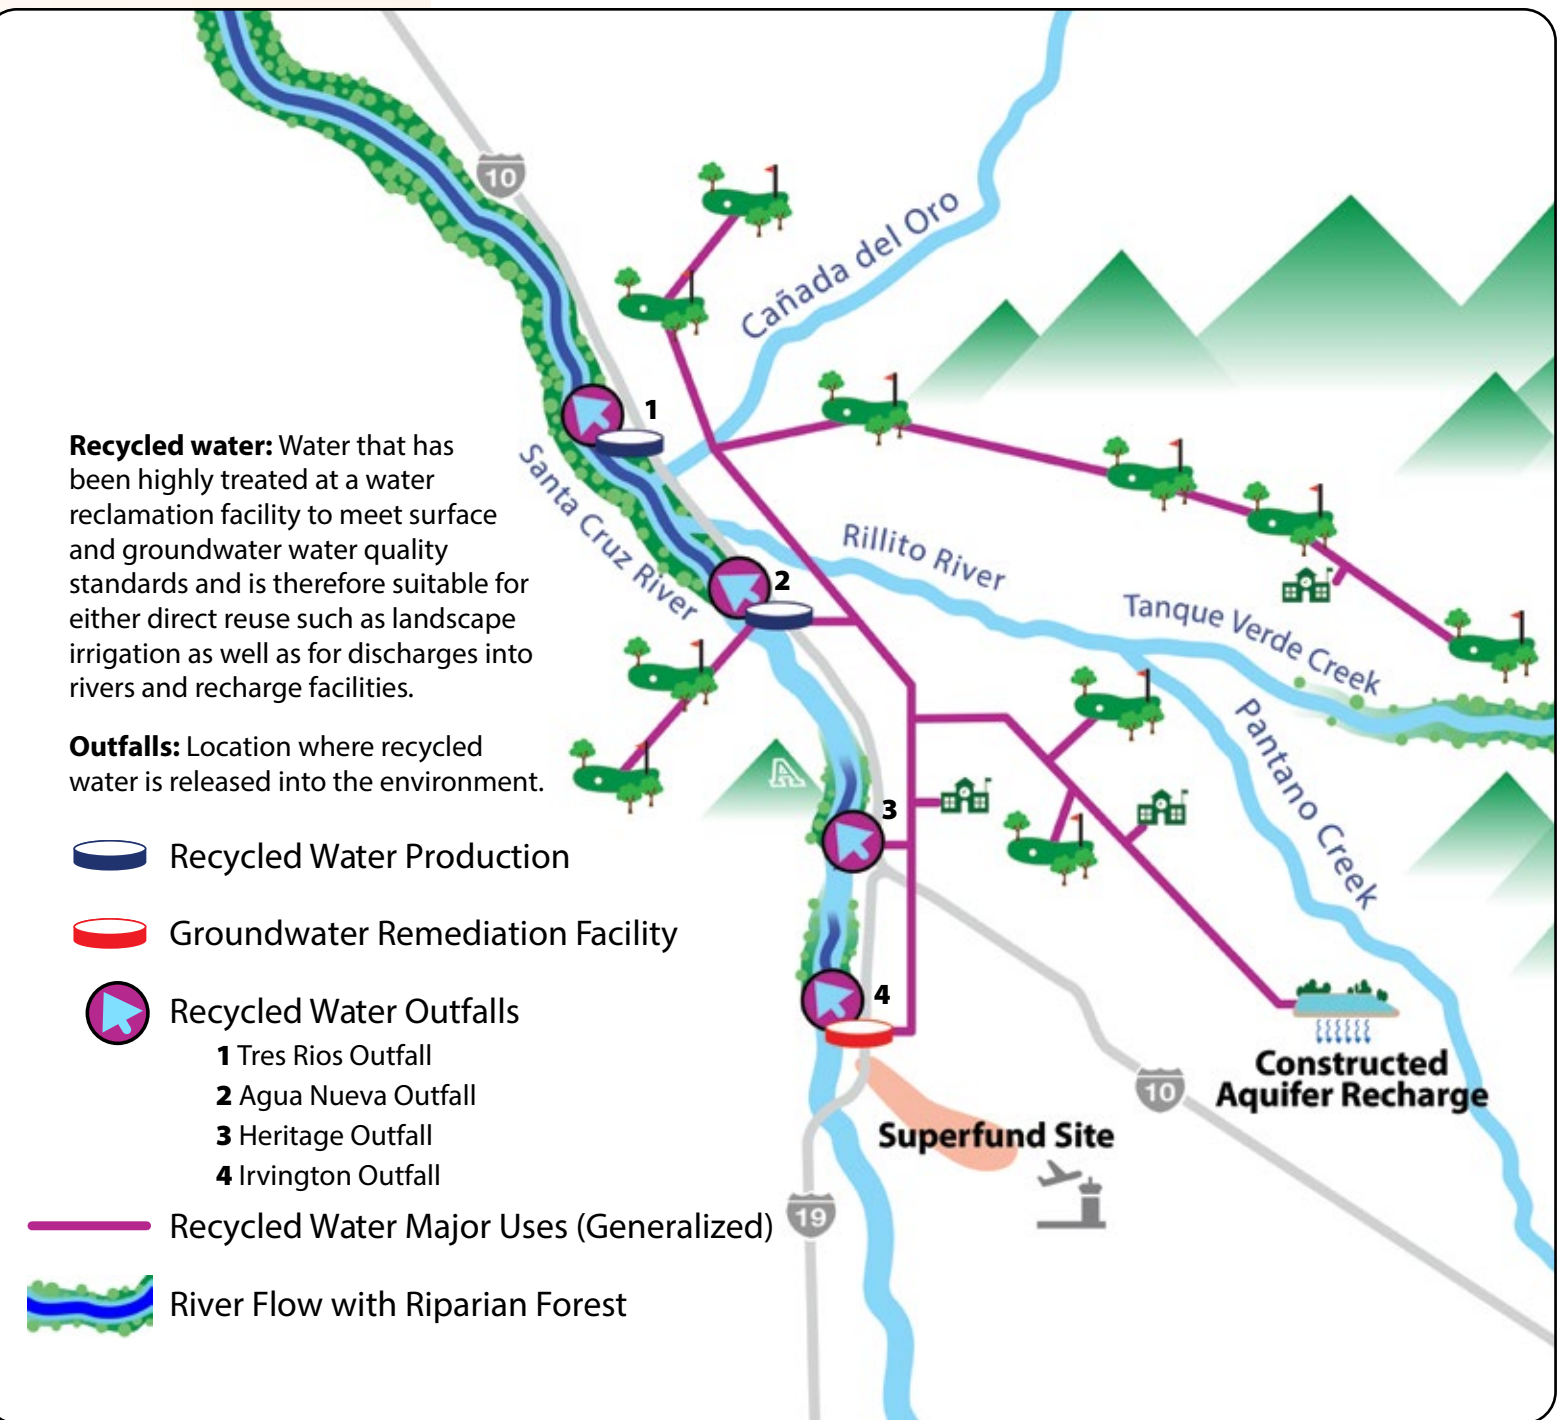 10
Cañada del Oro
1
Recycled water: Water that has
been highly treated at a water
reclamation facility to meet surface
and groundwater water quality
standards and is therefore suitable for
either direct reuse such as landscape
irrigation as well as for discharges into
rivers and recharge facilities.
Santa Cruz River
2
Rillito River
Tanque Verde Creek
Pantano Creek
Outfalls: Location where recycled
water is released into the environment.
A
3
Recycled Water Production
Groundwater Remediation Facility
4
Recycled Water Outfalls
1 Tres Rios Outfall
2 Agua Nueva Outfall
3 Heritage Outfall
4 Irvington Outfall
Constructed
Aquifer Recharge
10
Superfund Site
19
Recycled Water Major Uses (Generalized)
River Flow with Riparian Forest